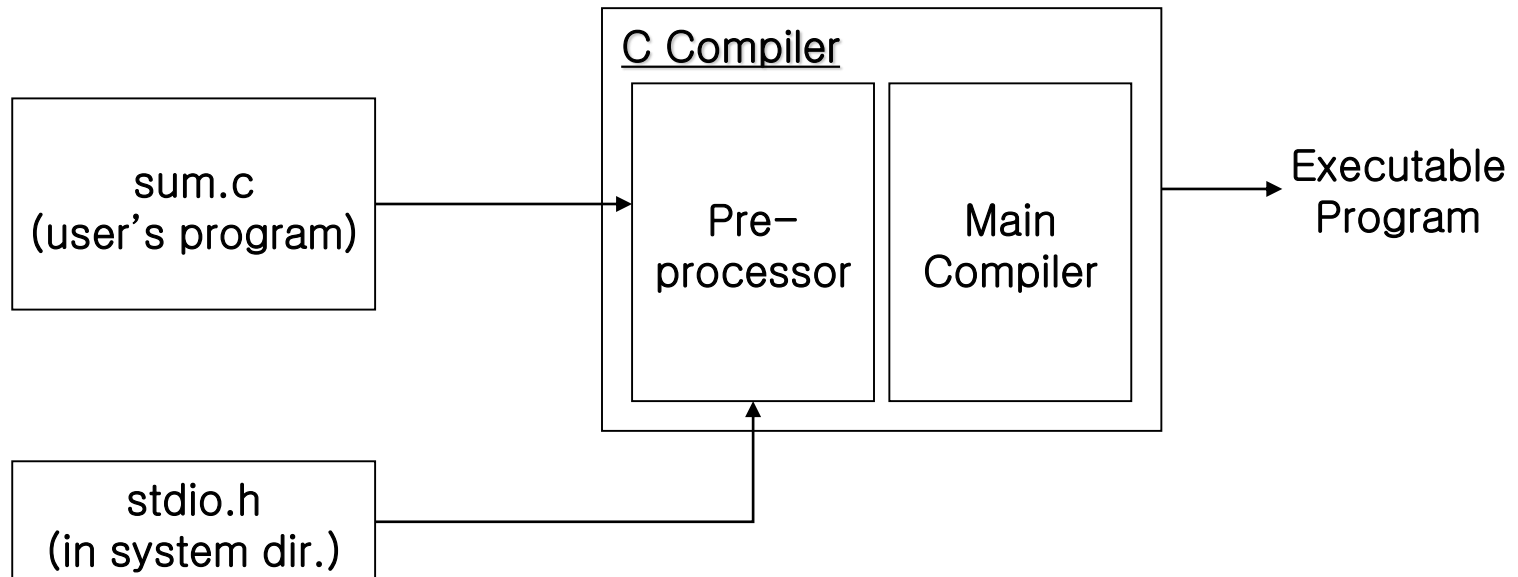 C Compiler
sum.c
(user’s program)
Pre-
processor
Main
Compiler
Executable
Program
stdio.h
(in system dir.)